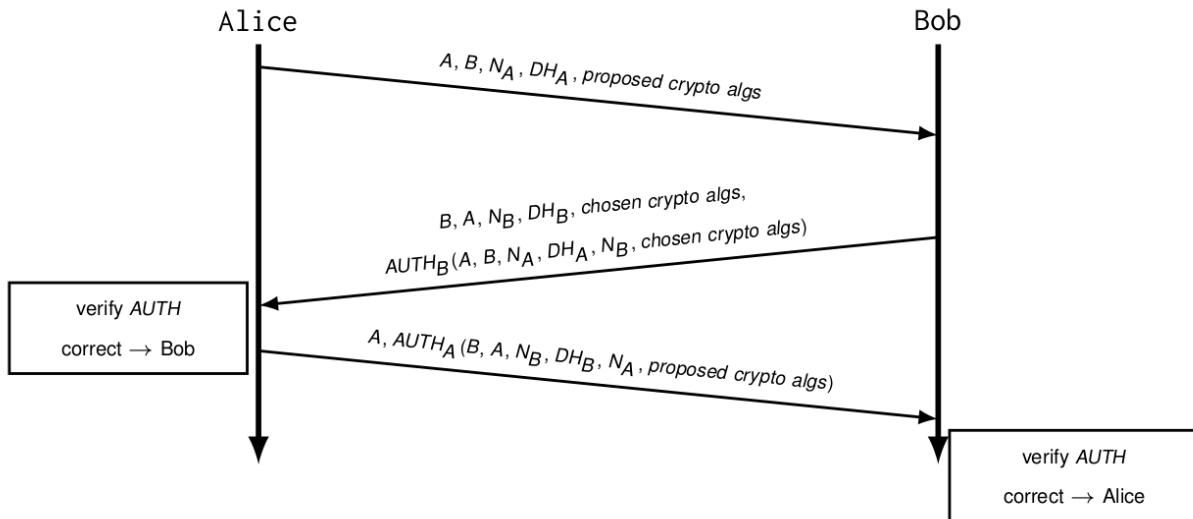 Alice
Bob
A, B, N_A, DH_A, proposed crypto algs
B, A, N_B, DH_B, chosen crypto algs,
AUTH_B(A, B, N_A, DH_A, N_B, chosen crypto algs)
verify AUTH
correct → Bob
A, AUTH_A(B, A, N_B, DH_B, N_A, proposed crypto algs)
verify AUTH
correct → Alice